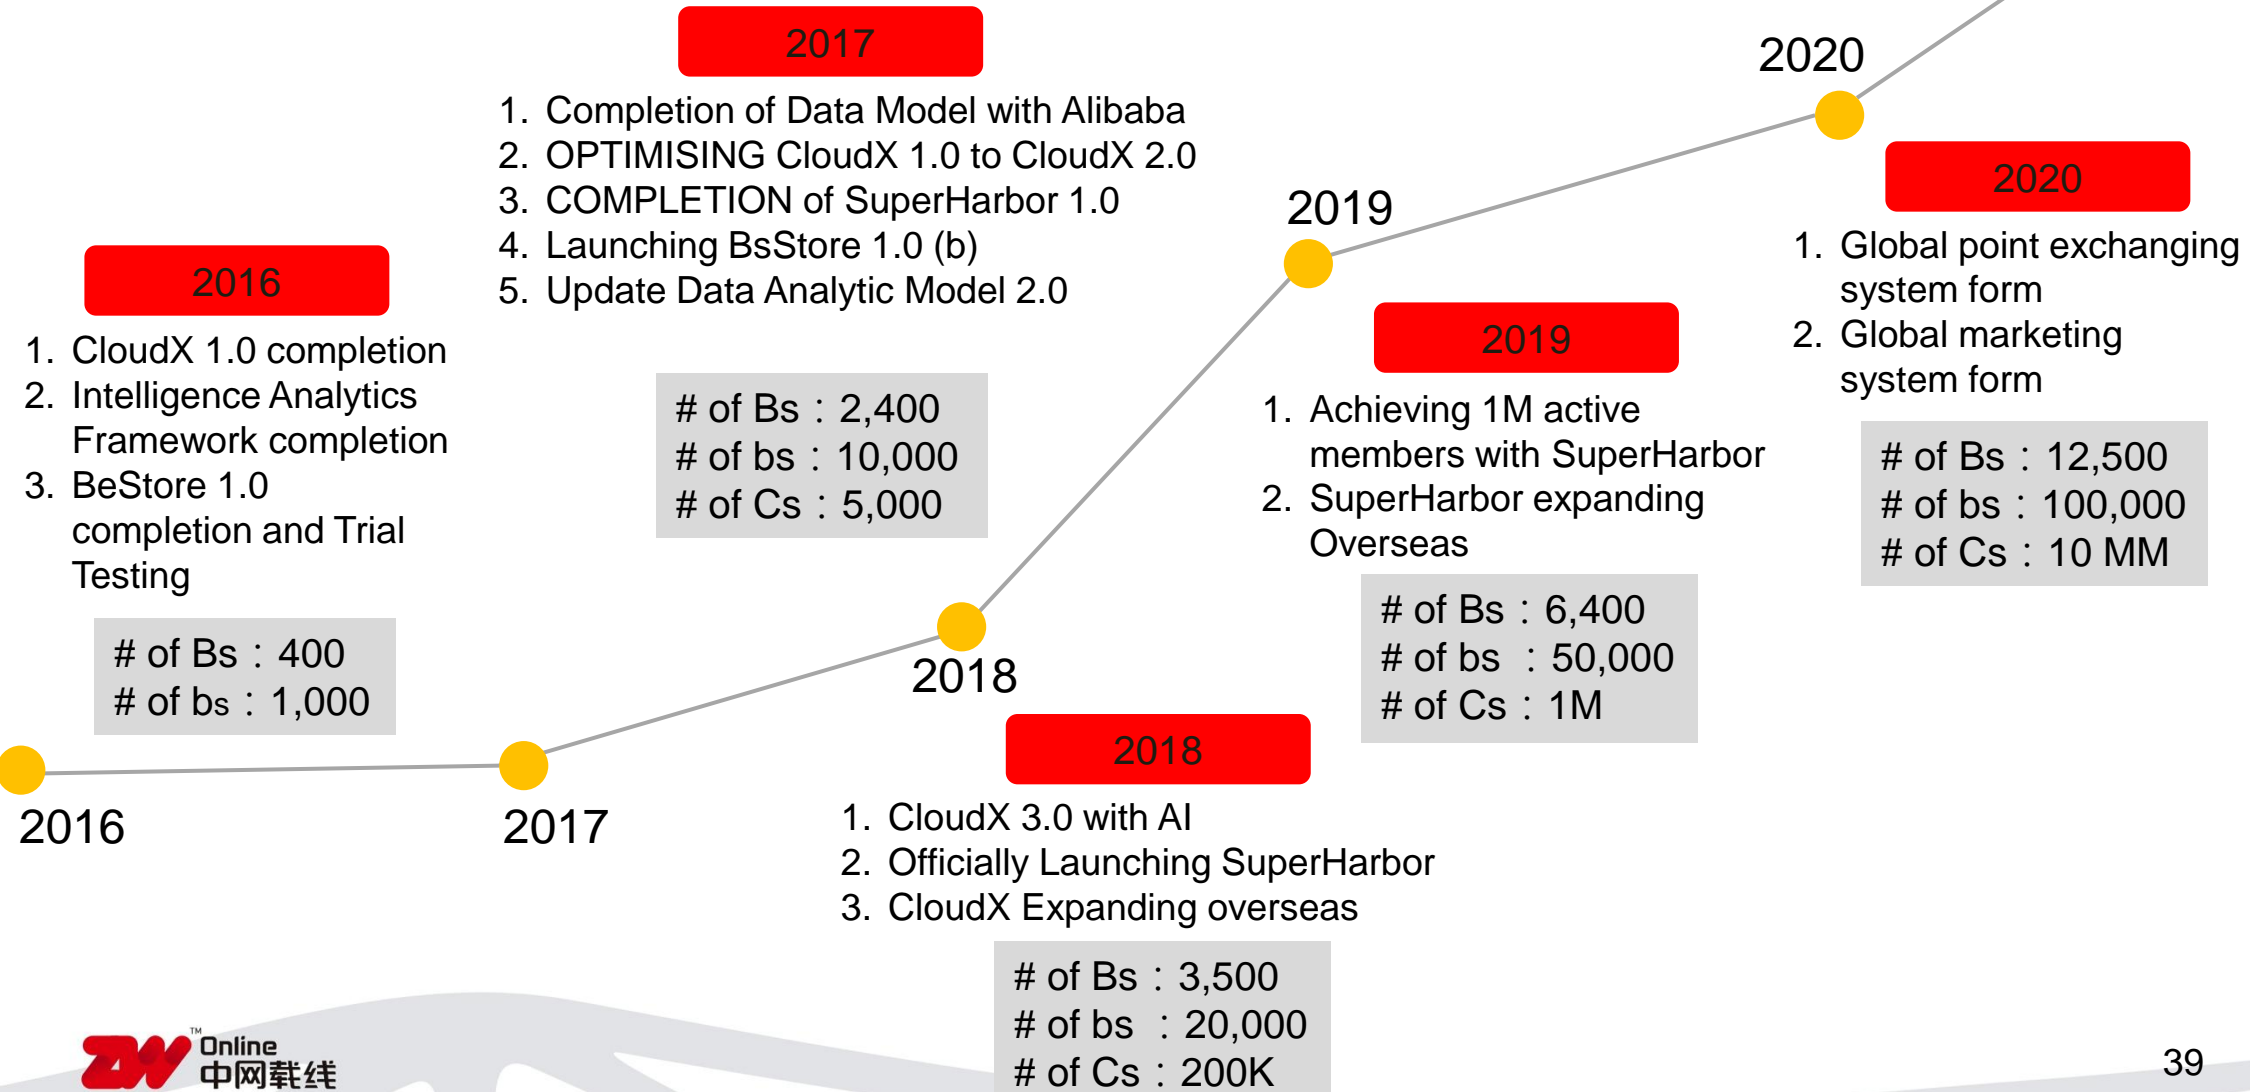 2017
1. Completion of Data Model with Alibaba
2. OPTIMISING CloudX 1.0 to CloudX 2.0
3. COMPLETION of SuperHarbor 1.0
4. Launching BsStore 1.0 (b)
5. Update Data Analytic Model 2.0
# of Bs：2,400
# of bs：10,000
# of Cs：5,000
2016
1. CloudX 1.0 completion
2. Intelligence Analytics
Framework completion
3. BeStore 1.0
completion and Trial
Testing
# of Bs：400
# of bs：1,000
2016
2017
2018
2019
2020
2018
1. CloudX 3.0 with AI
2. Officially Launching SuperHarbor
3. CloudX Expanding overseas
# of Bs：3,500
# of bs ：20,000
# of Cs：200K
2019
1. Achieving 1M active
members with SuperHarbor
2. SuperHarbor expanding
Overseas
# of Bs：6,400
# of bs ：50,000
# of Cs：1M
2020
1. Global point exchanging
system form
2. Global marketing
system form
# of Bs：12,500
# of bs：100,000
# of Cs：10 MM
ZW™ Online
中网载线
39